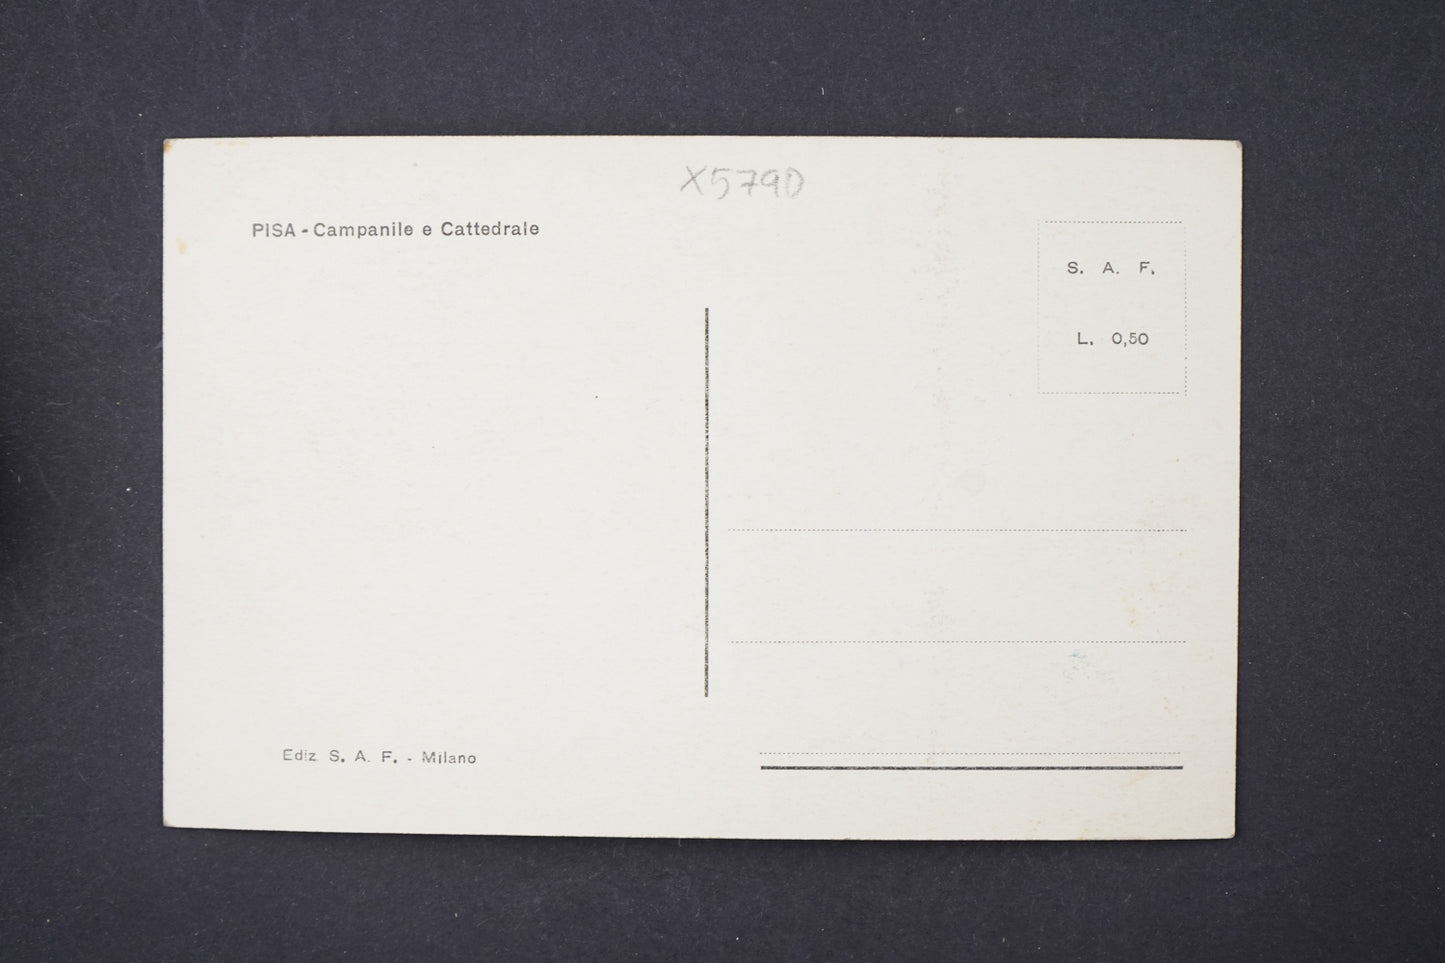 X5790
PISA - Campanile e Cattedrale
S. A. F.
L. 0,50
Ediz. S. A. F. - Milano